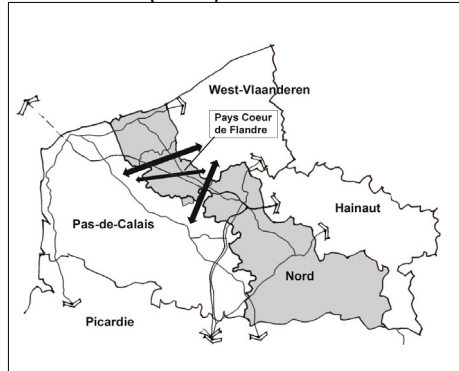 West-Vlaanderen
Pays Coeur
de Flandre
Hainaut
Pas-de-Calais
Nord
Picardie